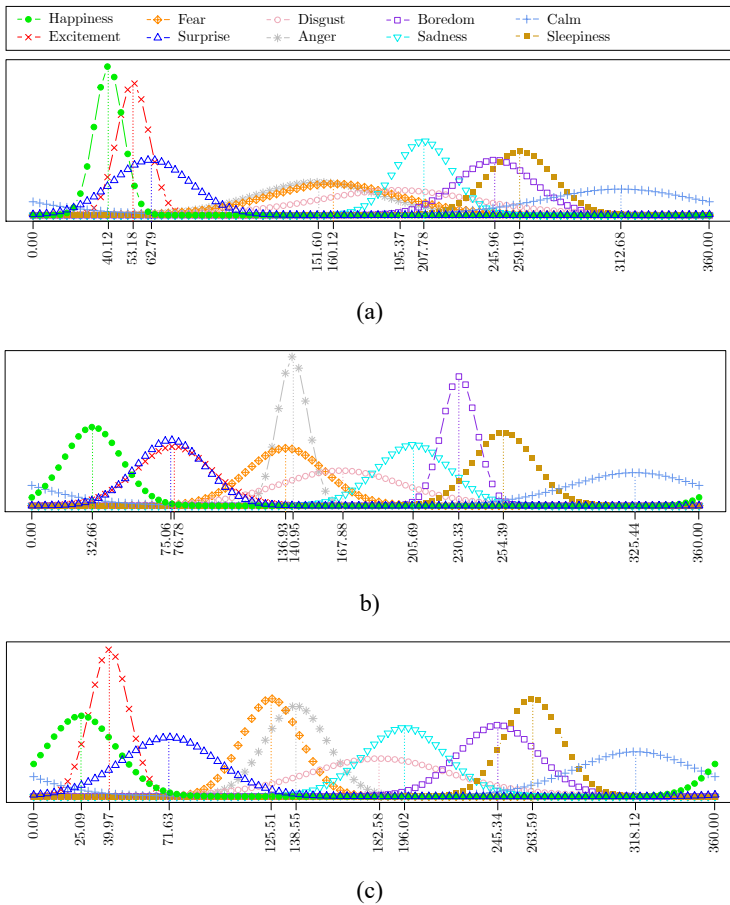 Happiness Fear Disgust Boredom Calm
Excitement Surprise Anger Sadness Sleepiness
0.00 40.12 53.18 62.78 151.60 160.12 195.37 207.78 245.96 259.19 312.63 360.00
(a)
0.00 32.66 75.06 76.78 136.93 140.95 167.88 205.69 230.33 254.39 325.44 360.00
b)
0.00 25.09 39.97 71.63 125.51 138.55 182.58 196.02 245.34 263.59 318.12 360.00
(c)